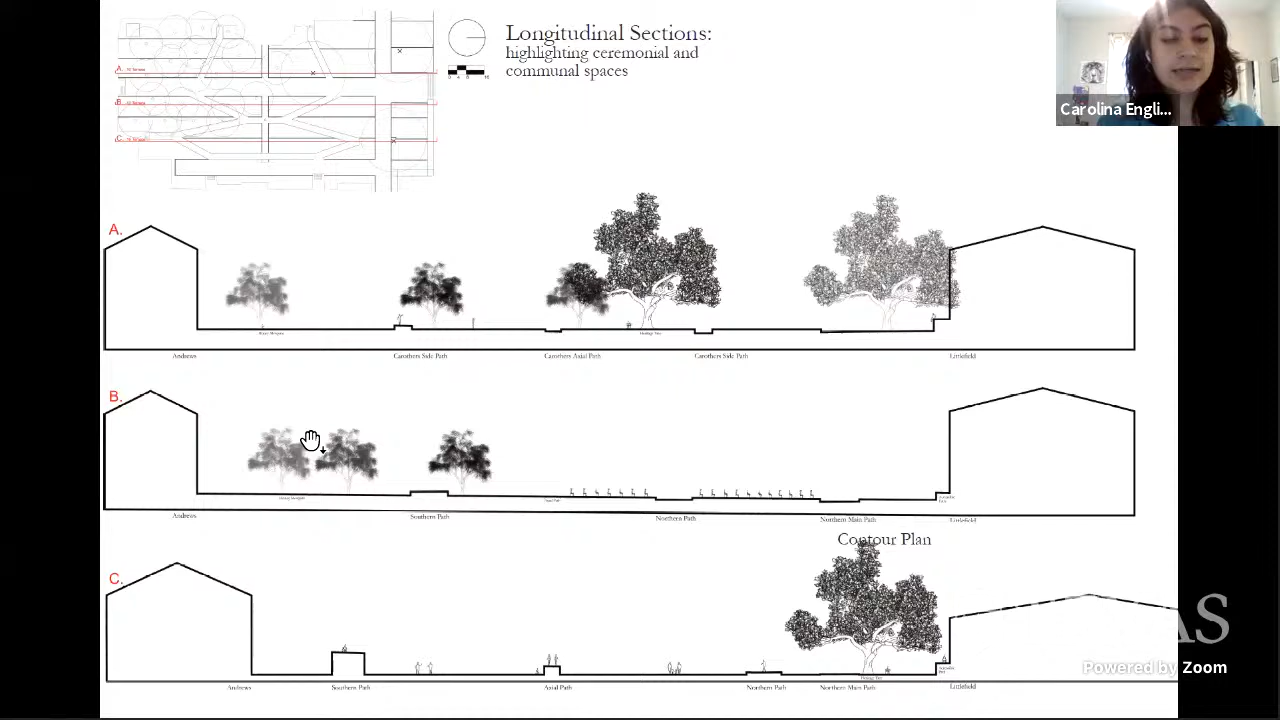 Longitudinal Sections:
highlighting ceremonial and
communal spaces
Carolina Engli...
A.
B.
C.
A.
Andrews
Carothers Side Path
Carothers Axial Path
Carothers Side Path
Littlefield
B.
Andrews
Southern Path
Northern Path
Northern Main Path
Littlefield
Contour Plan
C.
Andrews
Southern Path
Axial Path
Northern Path
Northern Main Path
Littlefield
AS
Powered by Zoom